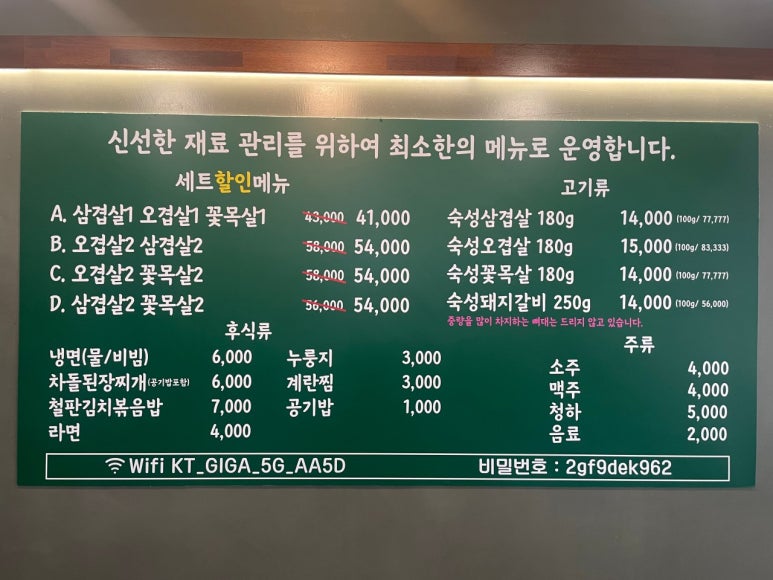 신선한 재료 관리를 위하여 최소한의 메뉴로 운영합니다.
세트할인메뉴
A. 삼겹살1 오겹살1 꽃목살1 43,000 41,000
B. 오겹살2 삼겹살2 58,000 54,000
C. 오겹살2 꽃목살2 58,000 54,000
D. 삼겹살2 꽃목살2 56,000 54,000
고기류
숙성삼겹살 180g 14,000 (100g/ 77,777)
숙성오겹살 180g 15,000 (100g/ 83,333)
숙성꽃목살 180g 14,000 (100g/ 77,777)
숙성돼지갈비 250g 14,000 (100g/ 56,000)
중량을 많이 차지하는 뼈대는 드리지 않고 있습니다.
후식류
냉면(물/비빔) 6,000
차돌된장찌개(공기밥포함) 6,000
철판김치볶음밥 7,000
라면 4,000
누룽지 3,000
계란찜 3,000
공기밥 1,000
주류
소주 4,000
맥주 4,000
청하 5,000
음료 2,000
Wifi KT_GIGA_5G_AA5D 비밀번호 : 2gf9dek962